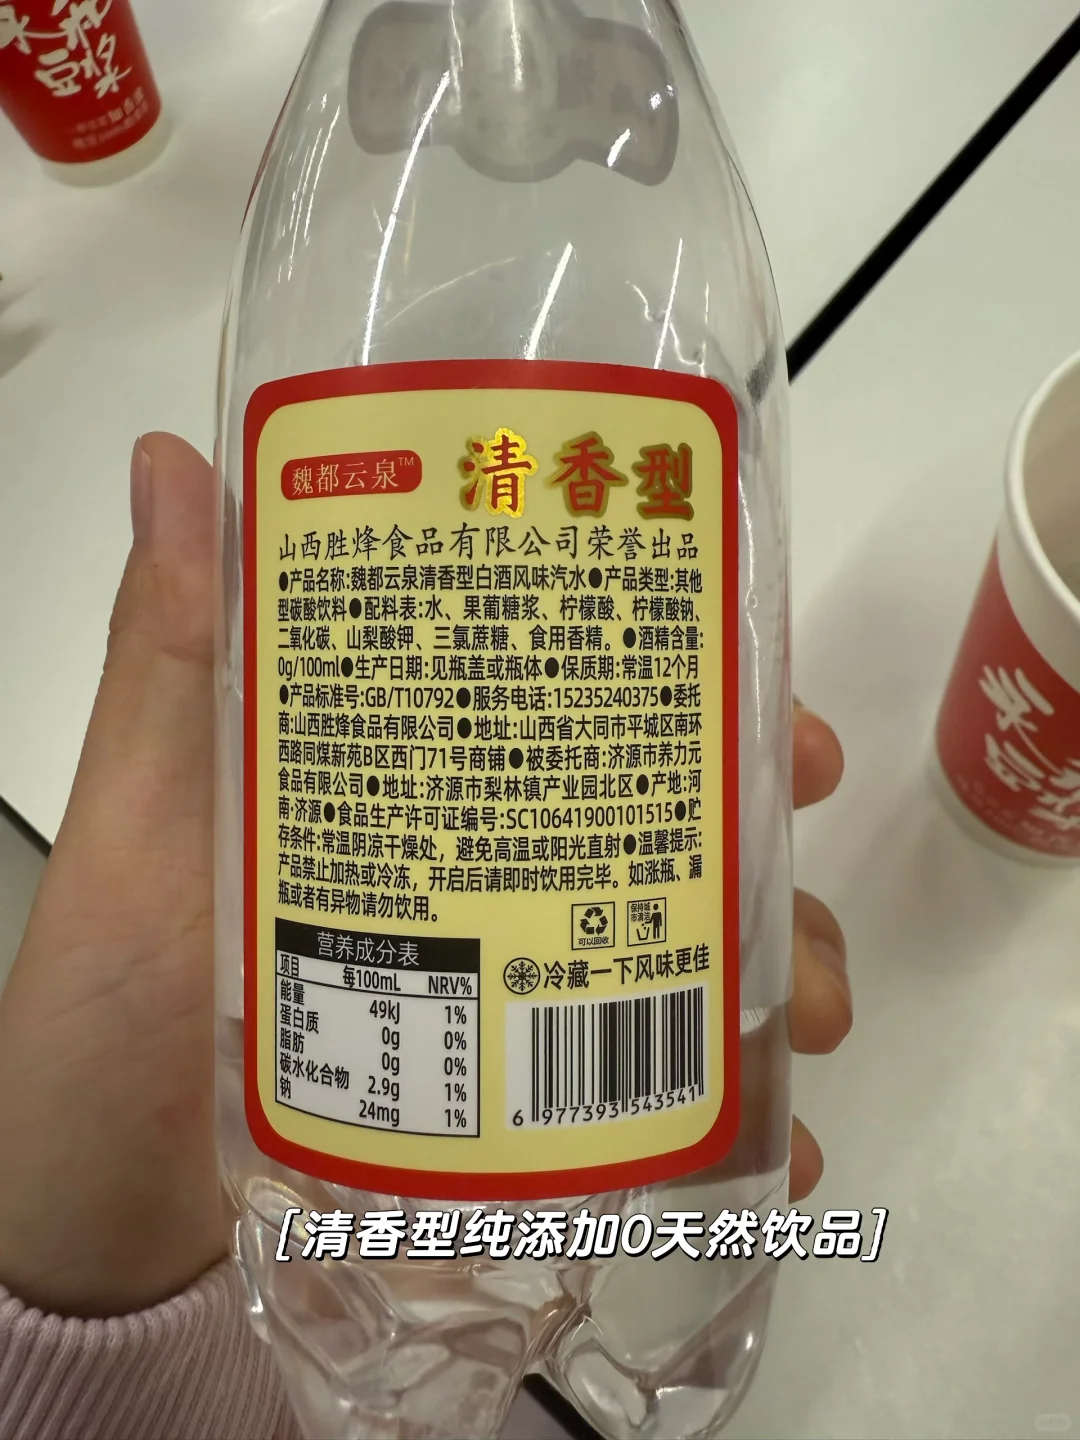 豆浆
魏都云泉™
清香型
山西胜烽食品有限公司荣誉出品
●产品名称:魏都云泉清香型白酒风味汽水●产品类型:其他
型碳酸饮料●配料表:水、果葡糖浆、柠檬酸、柠檬酸钠、
二氧化碳、山梨酸钾、三氯蔗糖、食用香精。●酒精含量:
0g/100ml●生产日期:见瓶盖或瓶体●保质期:常温12个月
●产品标准号:GB/T10792●服务电话:15235240375●委托
商:山西胜烽食品有限公司●地址:山西省大同市平城区南环
西路同煤新苑B区西门71号商铺●被委托商:济源市养力元
食品有限公司●地址:济源市梨林镇产业园北区●产地:河
南·济源●食品生产许可证编号:SC10641900101515●贮
存条件:常温阴凉干燥处，避免高温或阳光直射●温馨提示:
产品禁止加热或冷冻，开启后请即时饮用完毕。如涨瓶、漏
瓶或者有异物请勿饮用。
可以回收
保持城
市清洁
冷藏一下风味更佳
营养成分表
项目 每100mL NRV%
能量 49kJ 1%
蛋白质 0g 0%
脂肪 0g 0%
碳水化合物 2.9g 1%
钠 24mg 1%
6 977393 543541
[清香型纯添加0天然饮品]